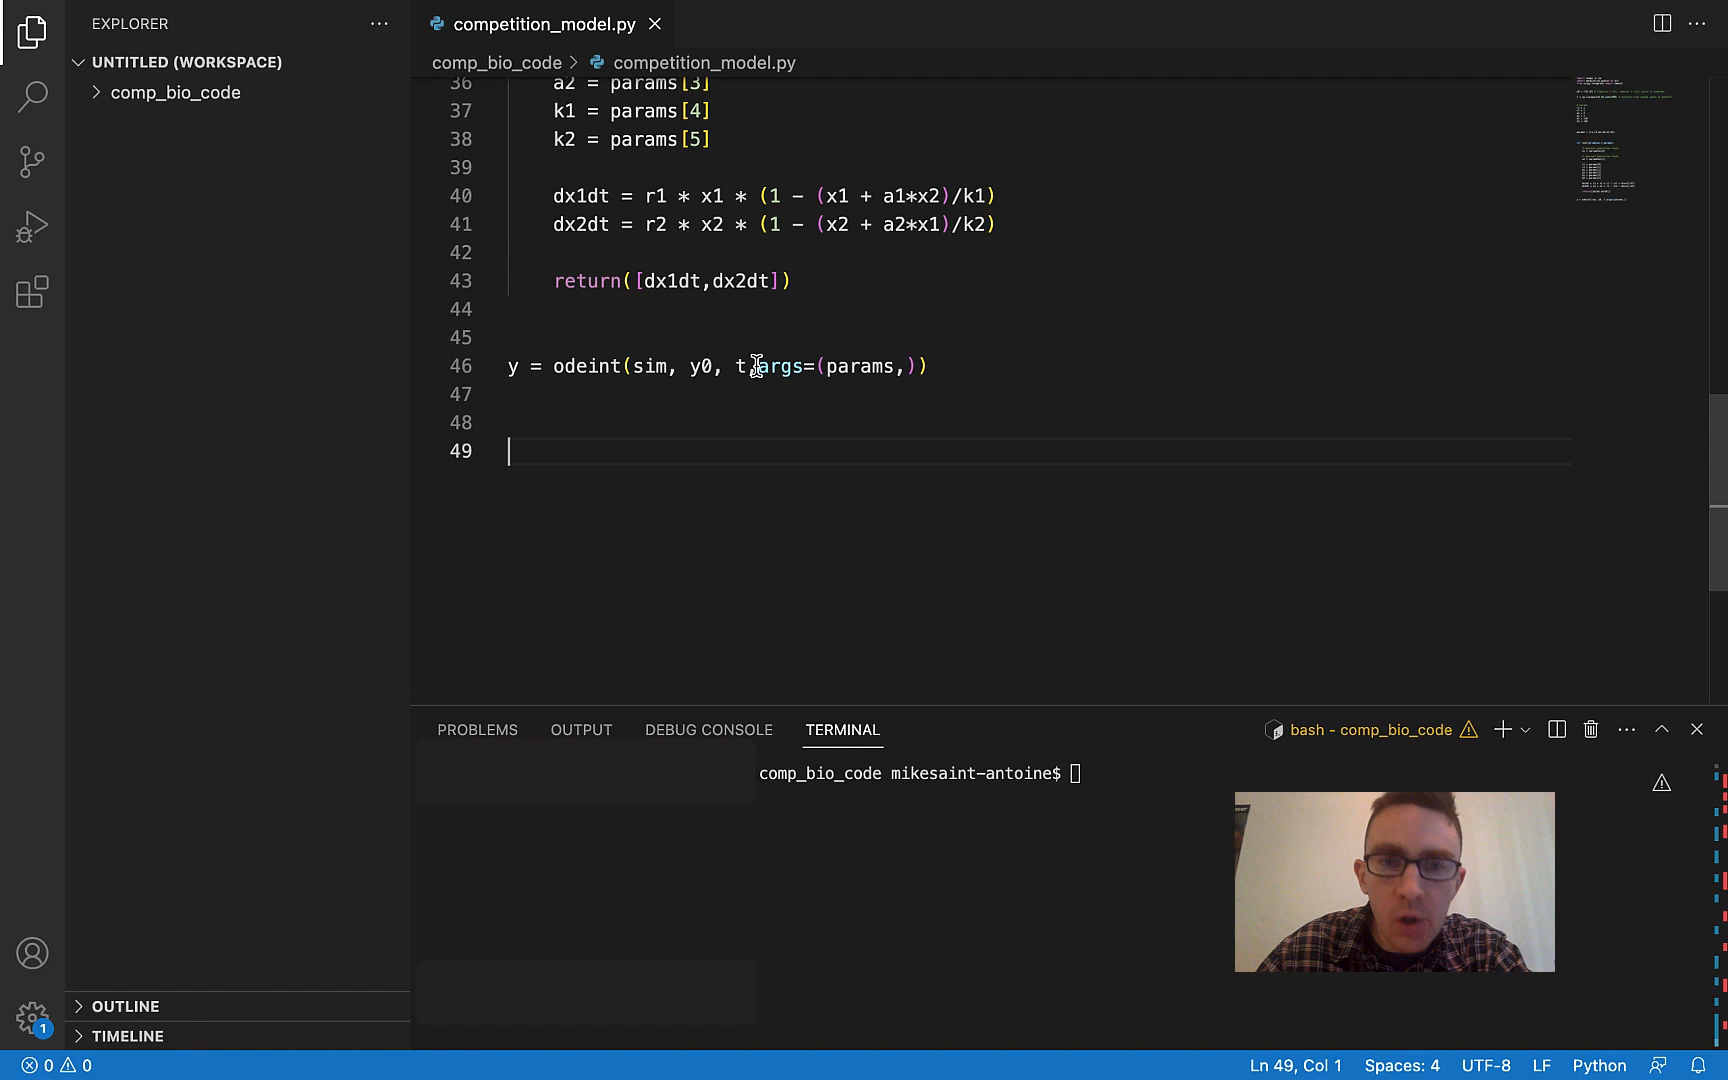 EXPLORER
UNTITLED (WORKSPACE)
comp_bio_code
OUTLINE
TIMELINE
1
competition_model.py
comp_bio_code > competition_model.py
36 a2 = params[3]
37 k1 = params[4]
38 k2 = params[5]
39
40 dx1dt = r1 * x1 * (1 - (x1 + a1*x2)/k1)
41 dx2dt = r2 * x2 * (1 - (x2 + a2*x1)/k2)
42
43 return([dx1dt,dx2dt])
44
45
46 y = odeint(sim, y0, t,args=(params,))
47
48
49
PROBLEMS OUTPUT DEBUG CONSOLE TERMINAL bash - comp_bio_code
comp_bio_code mikesaint-antoine$
0 0 Ln 49, Col 1 Spaces: 4 UTF-8 LF Python